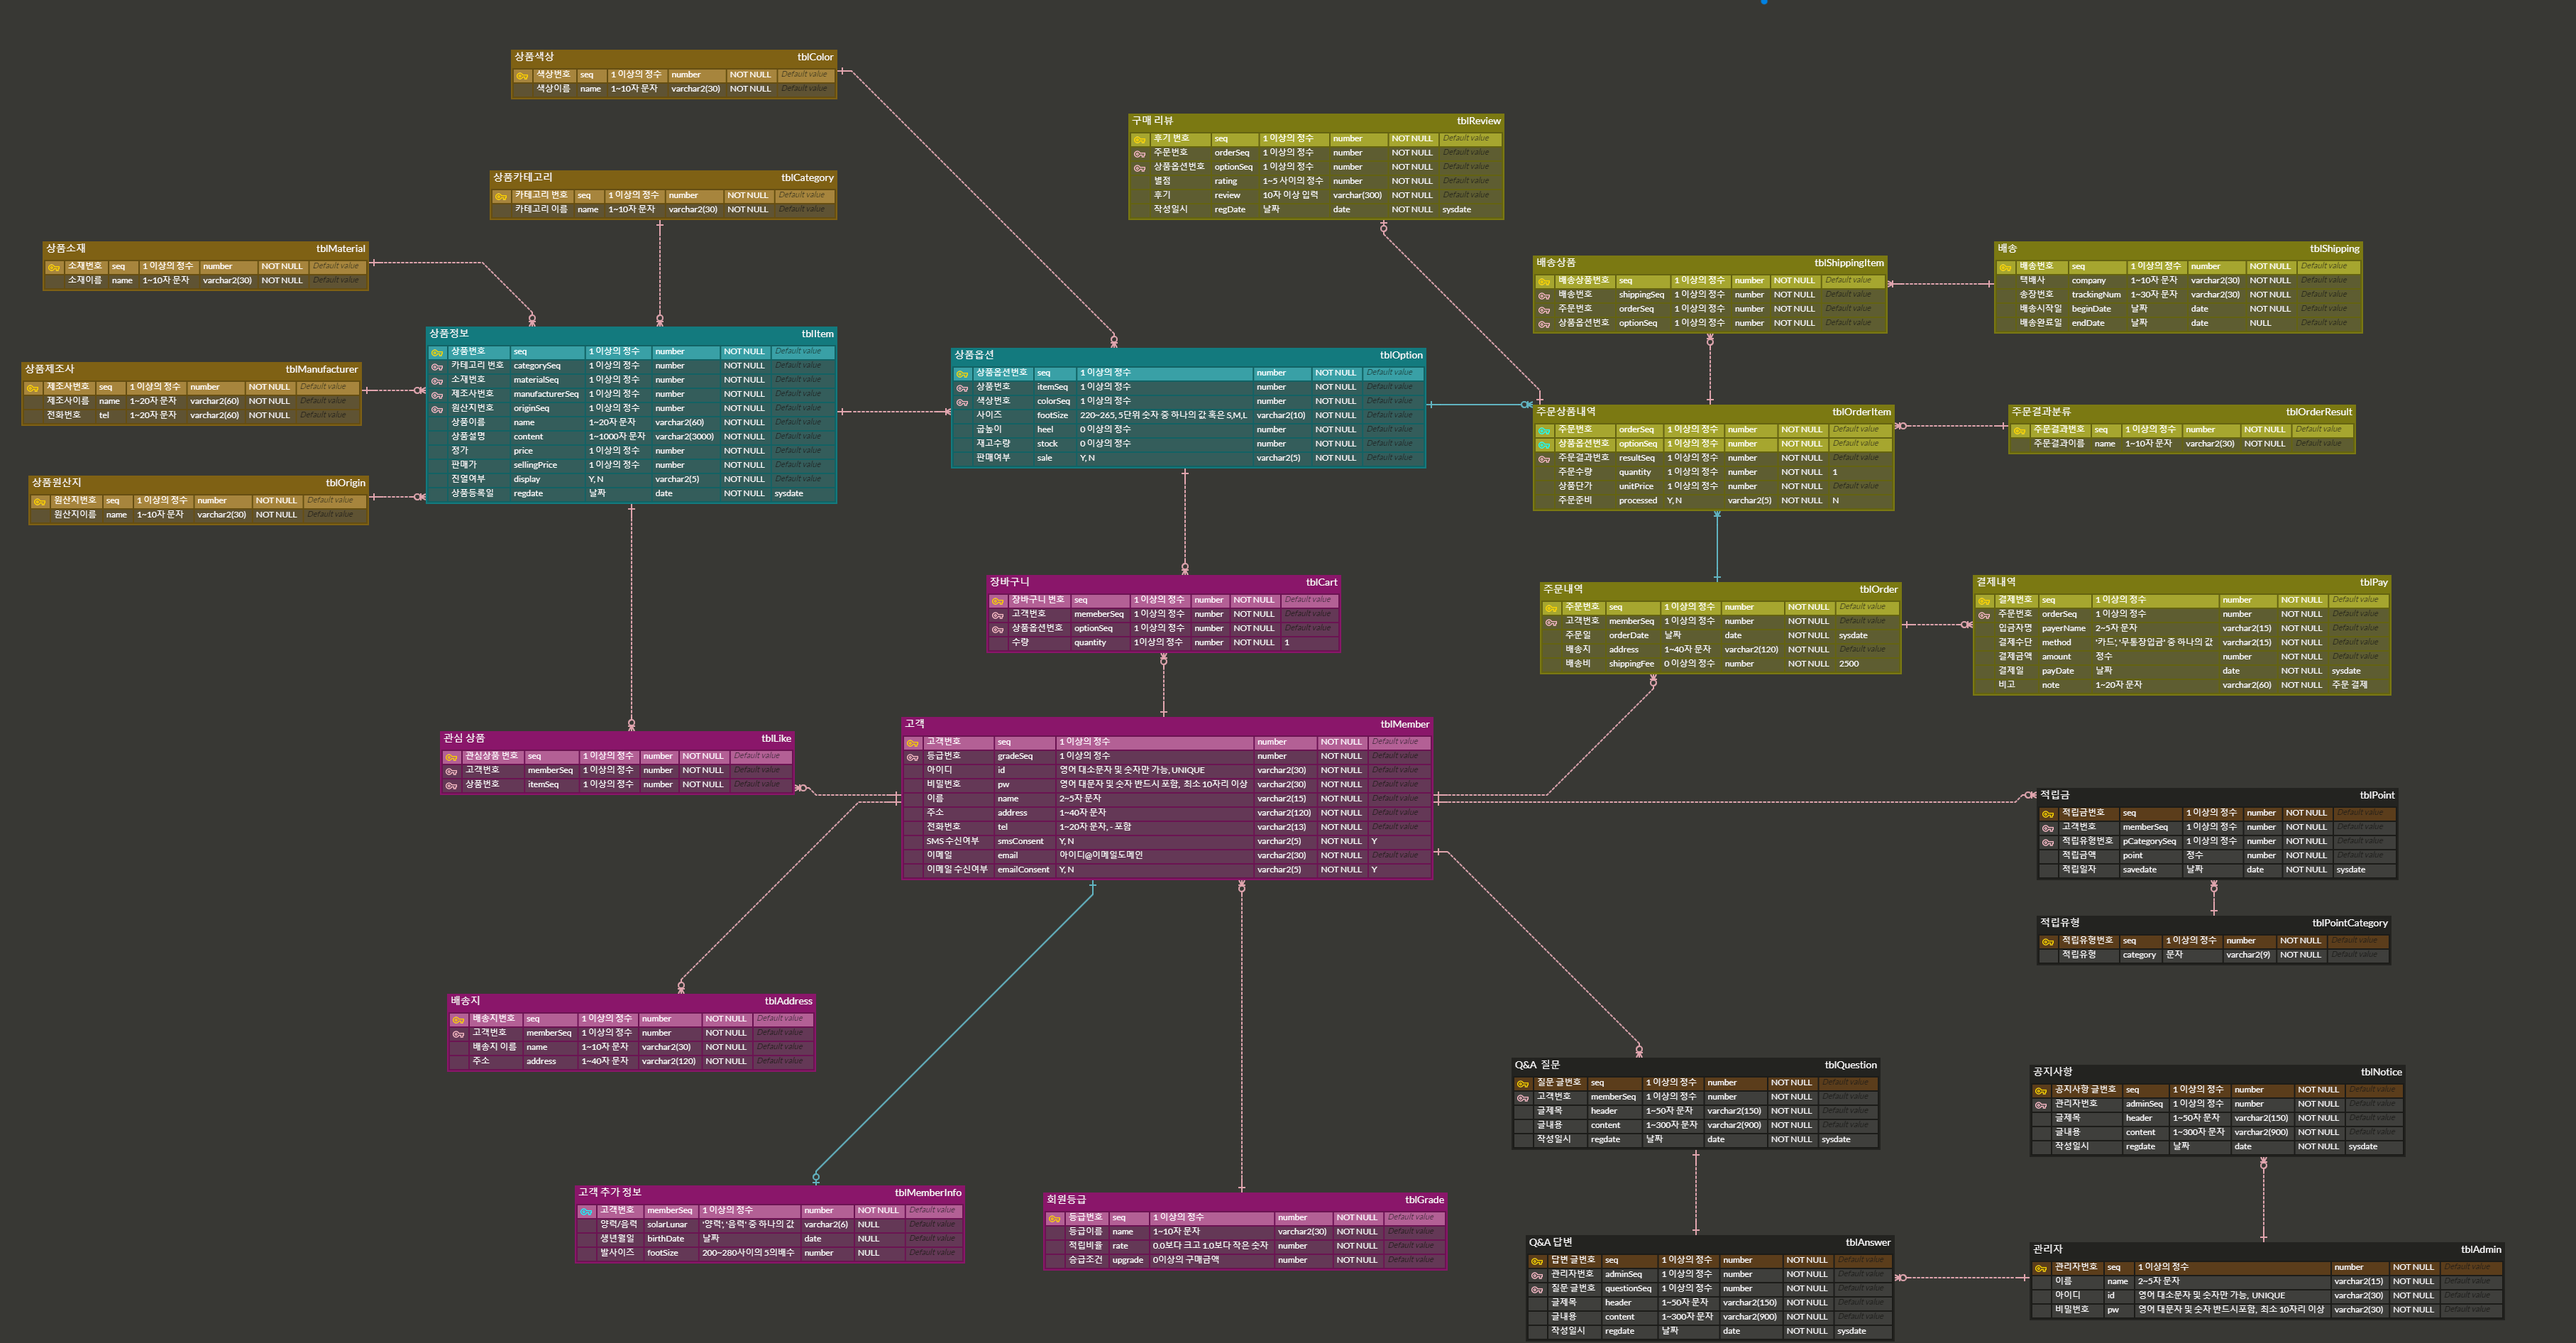 상품색상 tblColor
색상번호 seq 1 이상의 정수 number NOT NULL Default value
색상이름 name 1~10자 문자 varchar2(30) NOT NULL Default value
구매 리뷰 tblReview
후기 번호 seq 1 이상의 정수 number NOT NULL Default value
주문번호 orderSeq 1 이상의 정수 number NOT NULL Default value
상품옵션번호 optionSeq 1 이상의 정수 number NOT NULL Default value
별점 rating 1~5 사이의 정수 number NOT NULL Default value
후기 review 10자 이상 입력 varchar(300) NOT NULL Default value
작성일시 regDate 날짜 date NOT NULL sysdate
상품카테고리 tblCategory
카테고리 번호 seq 1 이상의 정수 number NOT NULL Default value
카테고리 이름 name 1~10자 문자 varchar2(30) NOT NULL Default value
상품소재 tblMaterial
소재번호 seq 1 이상의 정수 number NOT NULL Default value
소재이름 name 1~10자 문자 varchar2(30) NOT NULL Default value
배송상품 tblShippingItem
배송상품번호 seq 1 이상의 정수 number NOT NULL Default value
배송번호 shippingSeq 1 이상의 정수 number NOT NULL Default value
주문번호 orderSeq 1 이상의 정수 number NOT NULL Default value
상품옵션번호 optionSeq 1 이상의 정수 number NOT NULL Default value
배송 tblShipping
배송번호 seq 1 이상의 정수 number NOT NULL Default value
택배사 company 1~10자 문자 varchar2(30) NOT NULL Default value
송장번호 trackingNum 1~30자 문자 varchar2(30) NOT NULL Default value
배송시작일 beginDate 날짜 date NOT NULL Default value
배송완료일 endDate 날짜 date NULL Default value
상품정보 tblItem
상품번호 seq 1 이상의 정수 number NOT NULL Default value
카테고리 번호 categorySeq 1 이상의 정수 number NOT NULL Default value
소재번호 materialSeq 1 이상의 정수 number NOT NULL Default value
제조사번호 manufacturerSeq 1 이상의 정수 number NOT NULL Default value
원산지번호 originSeq 1 이상의 정수 number NOT NULL Default value
상품이름 name 1~20자 문자 varchar2(60) NOT NULL Default value
상품설명 content 1~1000자 문자 varchar2(3000) NOT NULL Default value
정가 price 1 이상의 정수 number NOT NULL Default value
판매가 sellingPrice 1 이상의 정수 number NOT NULL Default value
진열여부 display Y, N varchar2(5) NOT NULL Default value
상품등록일 regdate 날짜 date NOT NULL sysdate
상품제조사 tblManufacturer
제조사번호 seq 1 이상의 정수 number NOT NULL Default value
제조사이름 name 1~20자 문자 varchar2(60) NOT NULL Default value
전화번호 tel 1~20자 문자 varchar2(60) NOT NULL Default value
상품원산지 tblOrigin
원산지번호 seq 1 이상의 정수 number NOT NULL Default value
원산지이름 name 1~10자 문자 varchar2(30) NOT NULL Default value
상품옵션 tblOption
상품옵션번호 seq 1 이상의 정수 number NOT NULL Default value
상품번호 itemSeq 1 이상의 정수 number NOT NULL Default value
색상번호 colorSeq 1 이상의 정수 number NOT NULL Default value
사이즈 footSize 220~265, 5단위 숫자 중 하나의 값 혹은 S,M,L varchar2(10) NOT NULL Default value
굽높이 heel 0 이상의 정수 number NOT NULL Default value
재고수량 stock 0 이상의 정수 number NOT NULL Default value
판매여부 sale Y, N varchar2(5) NOT NULL Default value
주문상품내역 tblOrderItem
주문번호 orderSeq 1 이상의 정수 number NOT NULL Default value
상품옵션번호 optionSeq 1 이상의 정수 number NOT NULL Default value
주문결과번호 resultSeq 1 이상의 정수 number NOT NULL Default value
주문수량 quantity 1 이상의 정수 number NOT NULL 1
상품단가 unitPrice 1 이상의 정수 number NOT NULL Default value
주문준비 processed Y, N varchar2(5) NOT NULL N
주문결과분류 tblOrderResult
주문결과번호 seq 1 이상의 정수 number NOT NULL Default value
주문결과이름 name 1~10자 문자 varchar2(30) NOT NULL Default value
장바구니 tblCart
장바구니 번호 seq 1 이상의 정수 number NOT NULL Default value
고객번호 memeberSeq 1 이상의 정수 number NOT NULL Default value
상품옵션번호 optionSeq 1 이상의 정수 number NOT NULL Default value
수량 quantity 1이상의 정수 number NOT NULL 1
주문내역 tblOrder
주문번호 seq 1 이상의 정수 number NOT NULL Default value
고객번호 memberSeq 1 이상의 정수 number NOT NULL Default value
주문일 orderDate 날짜 date NOT NULL sysdate
배송지 address 1~40자 문자 varchar2(120) NOT NULL Default value
배송비 shippingFee 0 이상의 정수 number NOT NULL 2500
결제내역 tblPay
결제번호 seq 1 이상의 정수 number NOT NULL Default value
주문번호 orderSeq 1 이상의 정수 number NOT NULL Default value
입금자명 payerName 2~5자 문자 varchar2(15) NOT NULL Default value
결제수단 method '카드', '무통장입금' 중 하나의 값 varchar2(15) NOT NULL Default value
결제금액 amount 정수 number NOT NULL Default value
결제일 payDate 날짜 date NOT NULL sysdate
비고 note 1~20자 문자 varchar2(60) NOT NULL 주문 결제
관심 상품 tblLike
관심상품 번호 seq 1 이상의 정수 number NOT NULL Default value
고객번호 memberSeq 1 이상의 정수 number NOT NULL Default value
상품번호 itemSeq 1 이상의 정수 number NOT NULL Default value
고객 tblMember
고객번호 seq 1 이상의 정수 number NOT NULL Default value
등급번호 gradeSeq 1 이상의 정수 number NOT NULL Default value
아이디 id 영어 대소문자 및 숫자만 가능, UNIQUE varchar2(30) NOT NULL Default value
비밀번호 pw 영어 대문자 및 숫자 반드시 포함, 최소 10자리 이상 varchar2(30) NOT NULL Default value
이름 name 2~5자 문자 varchar2(15) NOT NULL Default value
주소 address 1~40자 문자 varchar2(120) NOT NULL Default value
전화번호 tel 1~20자 문자, - 포함 varchar2(13) NOT NULL Default value
SMS 수신여부 smsConsent Y, N varchar2(5) NOT NULL Y
이메일 email 아이디@이메일도메인 varchar2(30) NOT NULL Default value
이메일 수신여부 emailConsent Y, N varchar2(5) NOT NULL Y
적립금 tblPoint
적립금번호 seq 1 이상의 정수 number NOT NULL Default value
고객번호 memberSeq 1 이상의 정수 number NOT NULL Default value
적립유형번호 pCategorySeq 1 이상의 정수 number NOT NULL Default value
적립금액 point 정수 number NOT NULL Default value
적립일자 savedate 날짜 date NOT NULL sysdate
적립유형 tblPointCategory
적립유형번호 seq 1 이상의 정수 number NOT NULL Default value
적립유형 category 문자 varchar2(9) NOT NULL Default value
배송지 tblAddress
배송지번호 seq 1 이상의 정수 number NOT NULL Default value
고객번호 memberSeq 1 이상의 정수 number NOT NULL Default value
배송지 이름 name 1~10자 문자 varchar2(30) NOT NULL Default value
주소 address 1~40자 문자 varchar2(120) NOT NULL Default value
Q&A 질문 tblQuestion
질문 글번호 seq 1 이상의 정수 number NOT NULL Default value
고객번호 memberSeq 1 이상의 정수 number NOT NULL Default value
글제목 header 1~50자 문자 varchar2(150) NOT NULL Default value
글내용 content 1~300자 문자 varchar2(900) NOT NULL Default value
작성일시 regdate 날짜 date NOT NULL sysdate
공지사항 tblNotice
공지사항 글번호 seq 1 이상의 정수 number NOT NULL Default value
관리자번호 adminSeq 1 이상의 정수 number NOT NULL Default value
글제목 header 1~50자 문자 varchar2(150) NOT NULL Default value
글내용 content 1~300자 문자 varchar2(900) NOT NULL Default value
작성일시 regdate 날짜 date NOT NULL sysdate
고객 추가 정보 tblMemberInfo
고객번호 memberSeq 1 이상의 정수 number NOT NULL Default value
양력/음력 solarLunar '양력', '음력' 중 하나의 값 varchar2(6) NULL Default value
생년월일 birthDate 날짜 date NULL Default value
발사이즈 footSize 200~280사이의 5의배수 number NULL Default value
회원등급 tblGrade
등급번호 seq 1 이상의 정수 number NOT NULL Default value
등급이름 name 1~10자 문자 varchar2(30) NOT NULL Default value
적립비율 rate 0.0보다 크고 1.0보다 작은 숫자 number NOT NULL Default value
승급조건 upgrade 0이상의 구매금액 number NOT NULL Default value
Q&A 답변 tblAnswer
답변 글번호 seq 1 이상의 정수 number NOT NULL Default value
관리자번호 adminSeq 1 이상의 정수 number NOT NULL Default value
질문 글번호 questionSeq 1 이상의 정수 number NOT NULL Default value
글제목 header 1~50자 문자 varchar2(150) NOT NULL Default value
글내용 content 1~300자 문자 varchar2(900) NOT NULL Default value
작성일시 regdate 날짜 date NOT NULL sysdate
관리자 tblAdmin
관리자번호 seq 1 이상의 정수 number NOT NULL Default value
이름 name 2~5자 문자 varchar2(15) NOT NULL Default value
아이디 id 영어 대소문자 및 숫자만 가능, UNIQUE varchar2(30) NOT NULL Default value
비밀번호 pw 영어 대문자 및 숫자 반드시포함, 최소 10자리 이상 varchar2(30) NOT NULL Default value